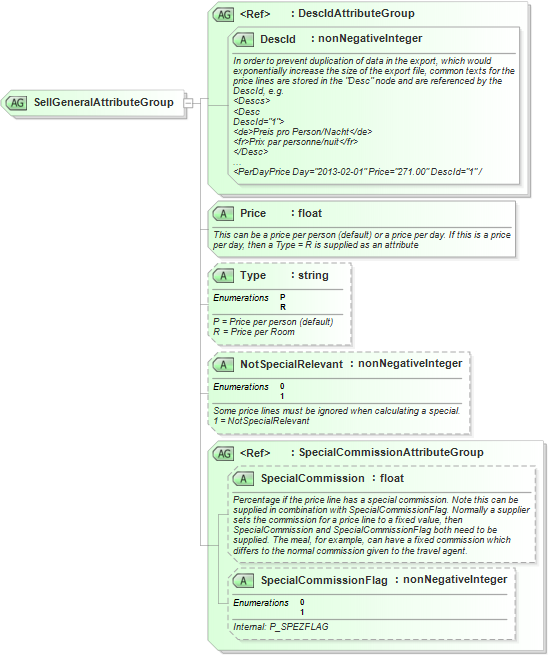 AG SellGeneralAttributeGroup
AG <Ref> : DescIdAttributeGroup
A DescId : nonNegativeInteger
In order to prevent duplication of data in the export, which would
exponentially increase the size of the export file, common texts for the
price lines are stored in the "Desc" node and are referenced by the
DescId, e.g.
<Descs>
<Desc
DescId="1">
<de>Preis pro Person/Nacht</de>
<fr>Prix par personne/nuit</fr>
</Desc>
...
<PerDayPrice Day="2013-02-01" Price="271.00" DescId="1" /
A Price : float
This can be a price per person (default) or a price per day. If this is a price
per day, then a Type = R is supplied as an attribute
A Type : string
Enumerations P
R
P = Price per person (default)
R = Price per Room
A NotSpecialRelevant : nonNegativeInteger
Enumerations 0
1
Some price lines must be ignored when calculating a special.
1 = NotSpecialRelevant
AG <Ref> : SpecialCommissionAttributeGroup
A SpecialCommission : float
Percentage if the price line has a special commission. Note this can be
supplied in combination with SpecialCommissionFlag. Normally a supplier
sets the commission for a price line to a fixed value, then
SpecialCommission and SpecialCommissionFlag both need to be
supplied. The meal, for example, can have a fixed commission which
differs to the normal commission given to the travel agent.
A SpecialCommissionFlag : nonNegativeInteger
Enumerations 0
1
Internal: P_SPEZFLAG